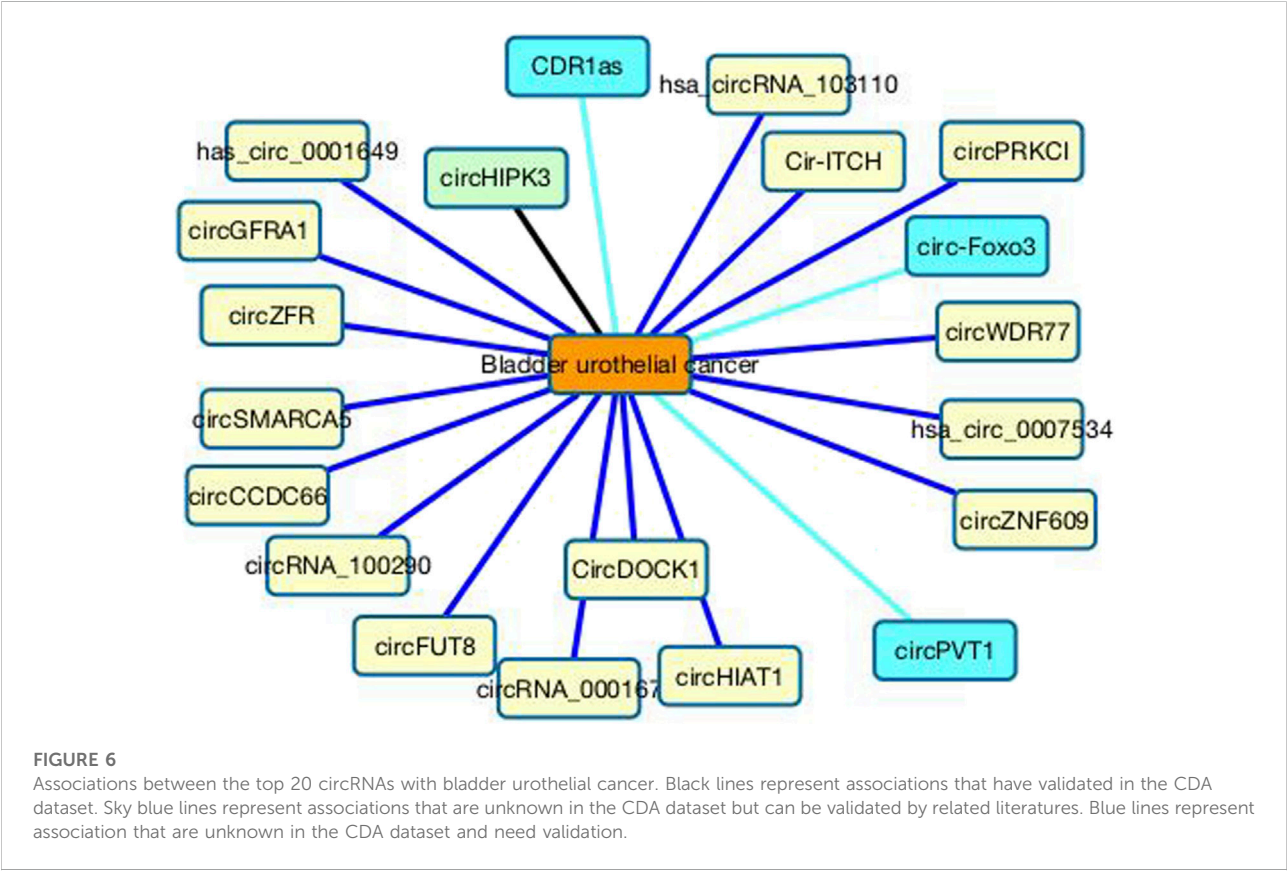 CDR1as
hsa_circRNA_103110
has_circ_0001649
Cir-ITCH
circPRKCI
circHIPK3
circGFRA1
circ-Foxo3
circZFR
circWDR77
Bladder urothelial cancer
circSMARCA5
hsa_circ_0007534
circCCDC66
circZNF609
circRNA_100290
CircDOCK1
circFUT8
circPVT1
circRNA_000167
circHIAT1
FIGURE 6
Associations between the top 20 circRNAs with bladder urothelial cancer. Black lines represent associations that have validated in the CDA
dataset. Sky blue lines represent associations that are unknown in the CDA dataset but can be validated by related literatures. Blue lines represent
association that are unknown in the CDA dataset and need validation.